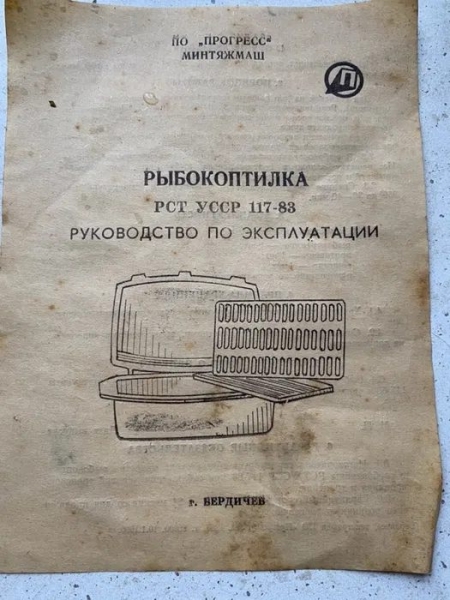 ПО „ПРОГРЕСС"
МИНТЯЖМАШ
П
РЫБОКОПТИЛКА
РСТ УССР 117-83
РУКОВОДСТВО ПО ЭКСПЛУАТАЦИИ
г. БЕРДИЧЕВ